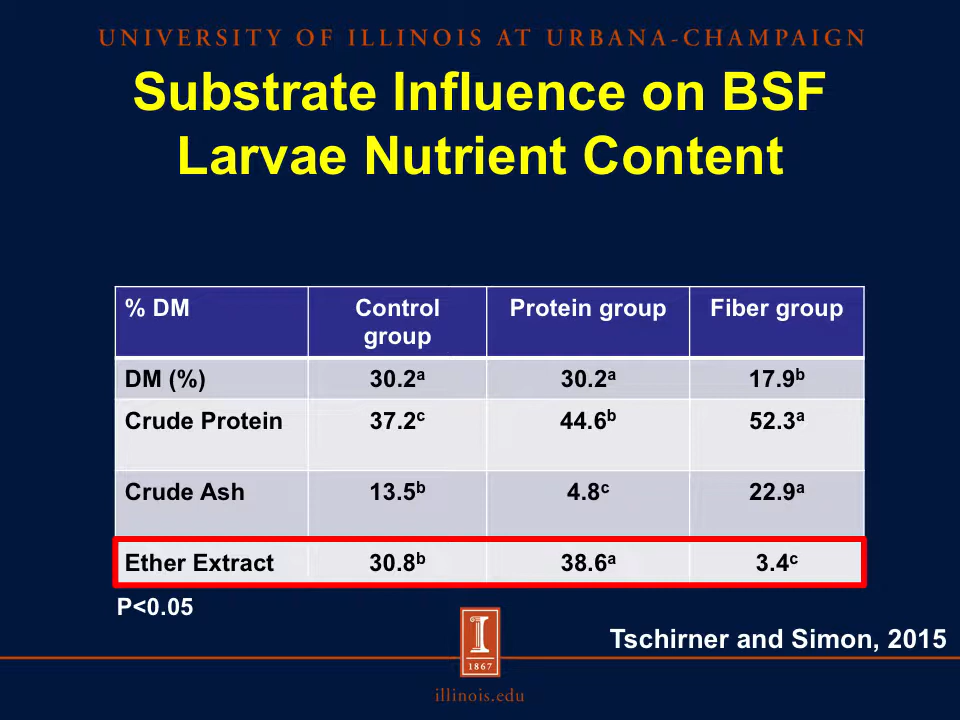 UNIVERSITY OF ILLINOIS AT URBANA-CHAMPAIGN
Substrate Influence on BSF
Larvae Nutrient Content
% DM Control group Protein group Fiber group
DM (%) 30.2ᵃ 30.2ᵃ 17.9ᵇ
Crude Protein 37.2ᶜ 44.6ᵇ 52.3ᵃ
Crude Ash 13.5ᵇ 4.8ᶜ 22.9ᵃ
Ether Extract 30.8ᵇ 38.6ᵃ 3.4ᶜ
P<0.05
Tschirner and Simon, 2015
I
1867
illinois.edu